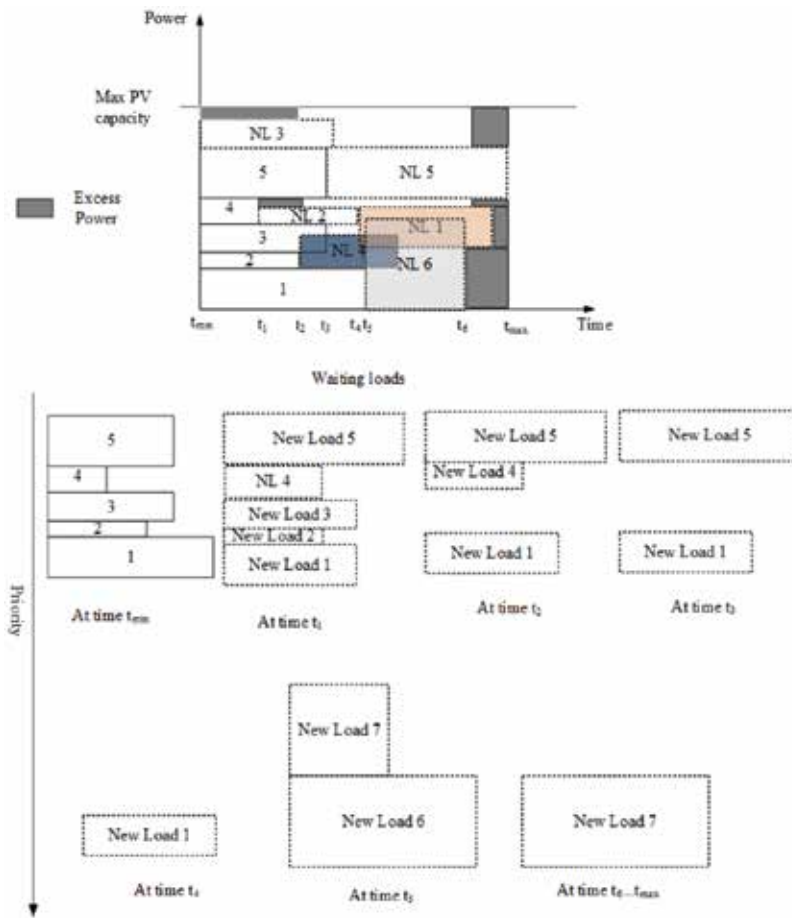 Power
Max PV
capacity
NL 3
5
NL 5
Excess
Power
4
NL 2
NL 1
3
NL 4
NL 6
2
1
tmin
t1
t2
t3
t4
t5
t6
tmax
Time
Waiting loads
5
New Load 5
New Load 5
New Load 5
4
NL 4
New Load 4
3
New Load 3
2
New Load 2
1
New Load 1
New Load 1
New Load 1
Priority
At time tmin
At time t1
At time t2
At time t3
New Load 7
New Load 1
New Load 6
New Load 7
At time t4
At time t5
At time t6...tmax